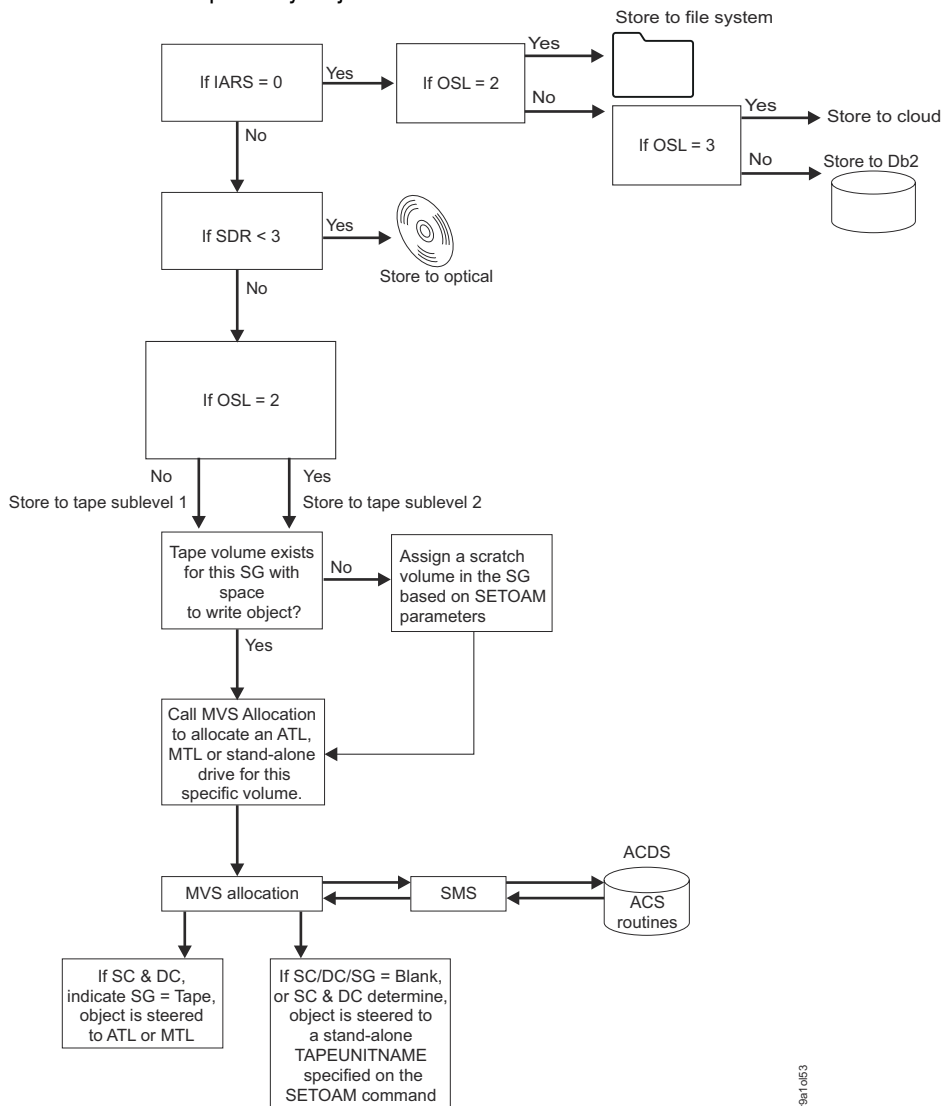 Store to file system
If IARS = 0
Yes
If OSL = 2
Yes
No
If OSL = 3
Yes
Store to cloud
No
Store to Db2
No
If SDR < 3
Yes
Store to optical
No
If OSL = 2
No
Yes
Store to tape sublevel 1
Store to tape sublevel 2
Tape volume exists
for this SG with
space
to write object?
No
Assign a scratch
volume in the SG
based on SETOAM
parameters
Yes
Call MVS Allocation
to allocate an ATL,
MTL or stand-alone
drive for this
specific volume.
MVS allocation
SMS
ACDS
ACS
routines
If SC & DC,
indicate SG = Tape,
object is steered
to ATL or MTL
If SC/DC/SG = Blank,
or SC & DC determine,
object is steered to
a stand-alone
TAPEUNITNAME
specified on the
SETOAM command